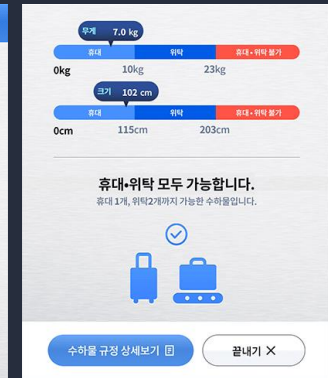 무게 7.0 kg
휴대 위탁 휴대•위탁 불가
0kg 10kg 23kg
크기 102 cm
휴대 위탁 휴대•위탁 불가
0cm 115cm 203cm
휴대•위탁 모두 가능합니다.
휴대 1개, 위탁2개까지 가능한 수하물입니다.
수하물 규정 상세보기
끝내기 ✕